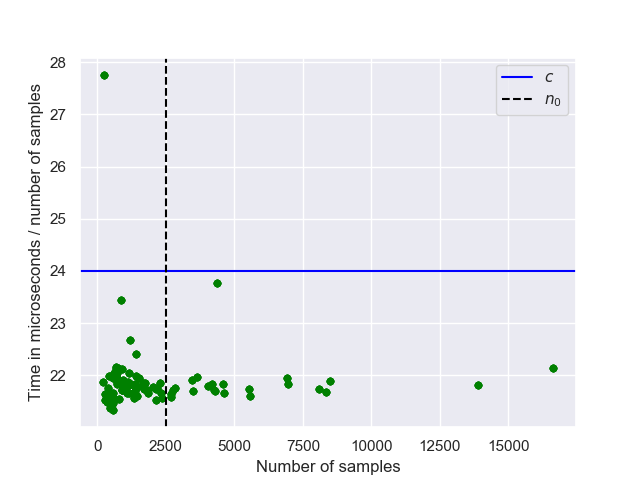 28
27
26
25
24
23
22
Time in microseconds / number of samples
c
n₀
0 2500 5000 7500 10000 12500 15000
Number of samples